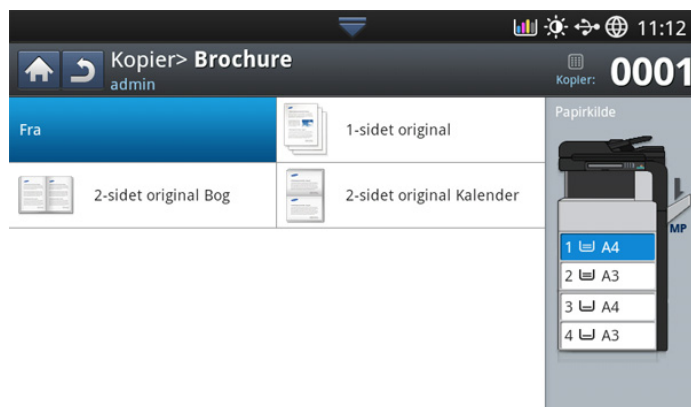 11:12
Kopier> Brochure
admin
Kopier: 0001
Fra
1-sidet original
2-sidet original Bog
2-sidet original Kalender
Papirkilde
MP
1 A4
2 A3
3 A4
4 A3